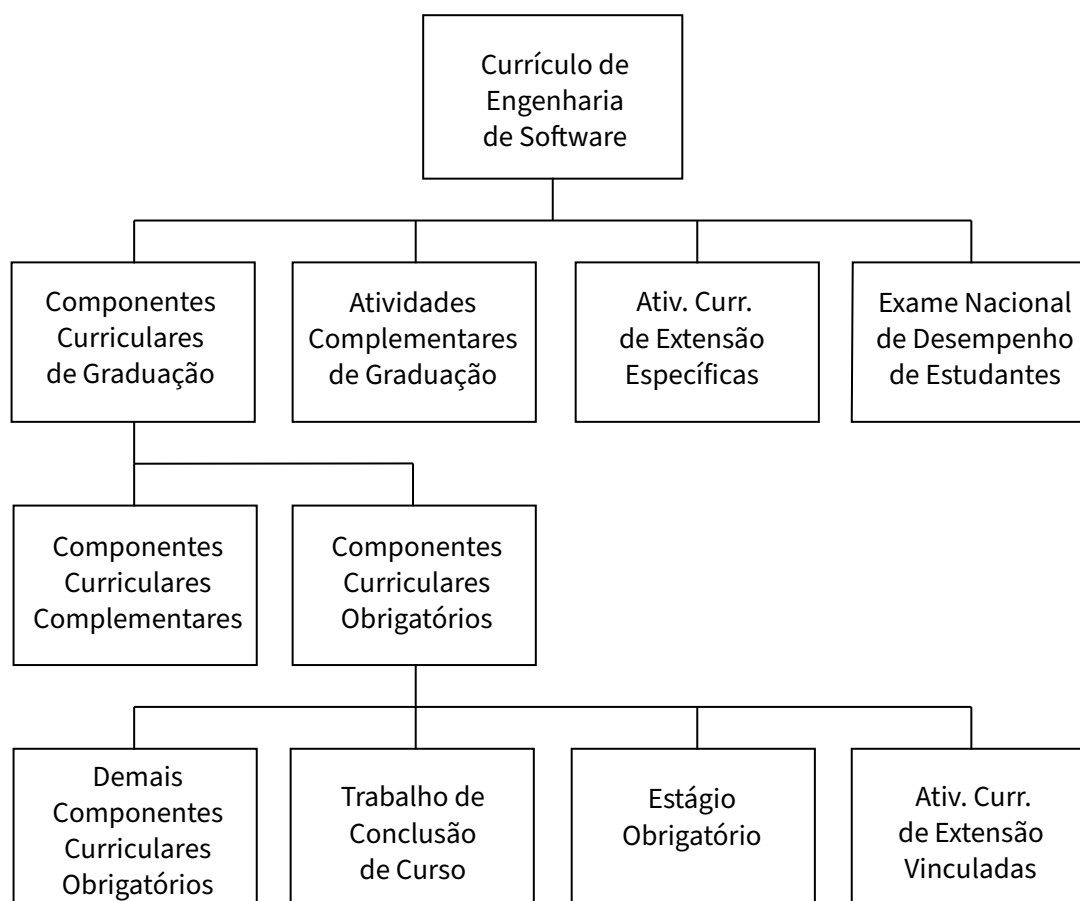 Currículo de
Engenharia
de Software
Componentes
Curriculares
de Graduação
Atividades
Complementares
de Graduação
Ativ. Curr.
de Extensão
Específicas
Exame Nacional
de Desempenho
de Estudantes
Componentes
Curriculares
Complementares
Componentes
Curriculares
Obrigatórios
Demais
Componentes
Curriculares
Obrigatórios
Trabalho de
Conclusão
de Curso
Estágio
Obrigatório
Ativ. Curr.
de Extensão
Vinculadas